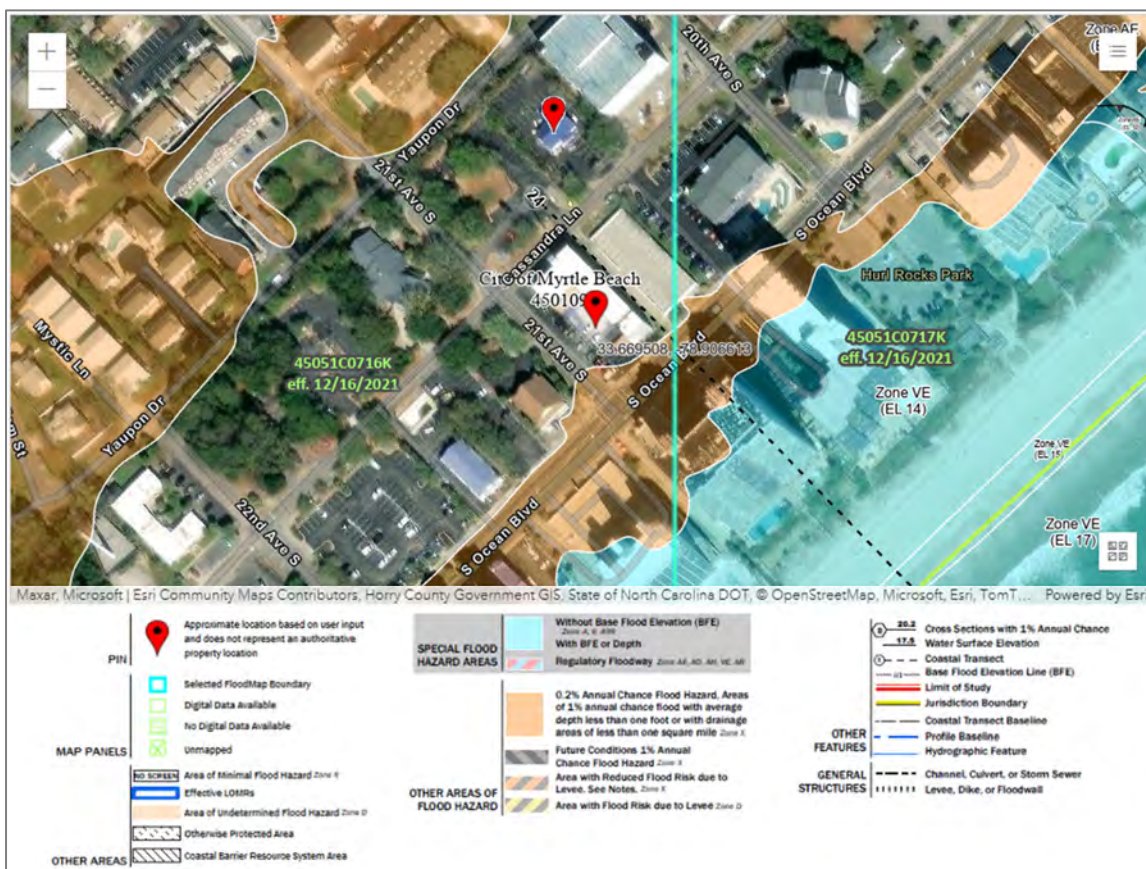 +
−
Zone AE
20th Ave S
Yaupon Dr
21st Ave S
24
Cassandra Ln
S Ocean Blvd
City of Myrtle Beach
450109
Hurl Rocks Park
33.669508, -78.906613
45051C0717K
eff. 12/16/2021
45051C0716K
eff. 12/16/2021
Mystic Ln
21st Ave S
S Ocean Blvd
Zone VE
(EL 14)
Yaupon Dr
Zone VE
(EL 15)
22nd Ave S
S Ocean Blvd
Zone VE
(EL 17)
Maxar, Microsoft | Esri Community Maps Contributors, Horry County Government GIS, State of North Carolina DOT, © OpenStreetMap, Microsoft, Esri, TomT... Powered by Esri
PIN
Approximate location based on user input
and does not represent an authoritative
property location
MAP PANELS
Selected FloodMap Boundary
Digital Data Available
No Digital Data Available
Unmapped
OTHER AREAS
NO SCREEN Area of Minimal Flood Hazard Zone X
Effective LOMRs
Area of Undetermined Flood Hazard Zone D
Otherwise Protected Area
Coastal Barrier Resource System Area
SPECIAL FLOOD
HAZARD AREAS
Without Base Flood Elevation (BFE)
Zone A, V, A99
With BFE or Depth
Regulatory Floodway Zone AE, AO, AH, VE, AR
OTHER AREAS OF
FLOOD HAZARD
0.2% Annual Chance Flood Hazard, Areas
of 1% annual chance flood with average
depth less than one foot or with drainage
areas of less than one square mile Zone X
Future Conditions 1% Annual
Chance Flood Hazard Zone X
Area with Reduced Flood Risk due to
Levee. See Notes. Zone X
Area with Flood Risk due to Levee Zone D
OTHER
FEATURES
20.2 Cross Sections with 1% Annual Chance
17.5 Water Surface Elevation
Coastal Transect
Base Flood Elevation Line (BFE)
Limit of Study
Jurisdiction Boundary
Coastal Transect Baseline
Profile Baseline
Hydrographic Feature
GENERAL
STRUCTURES
Channel, Culvert, or Storm Sewer
Levee, Dike, or Floodwall